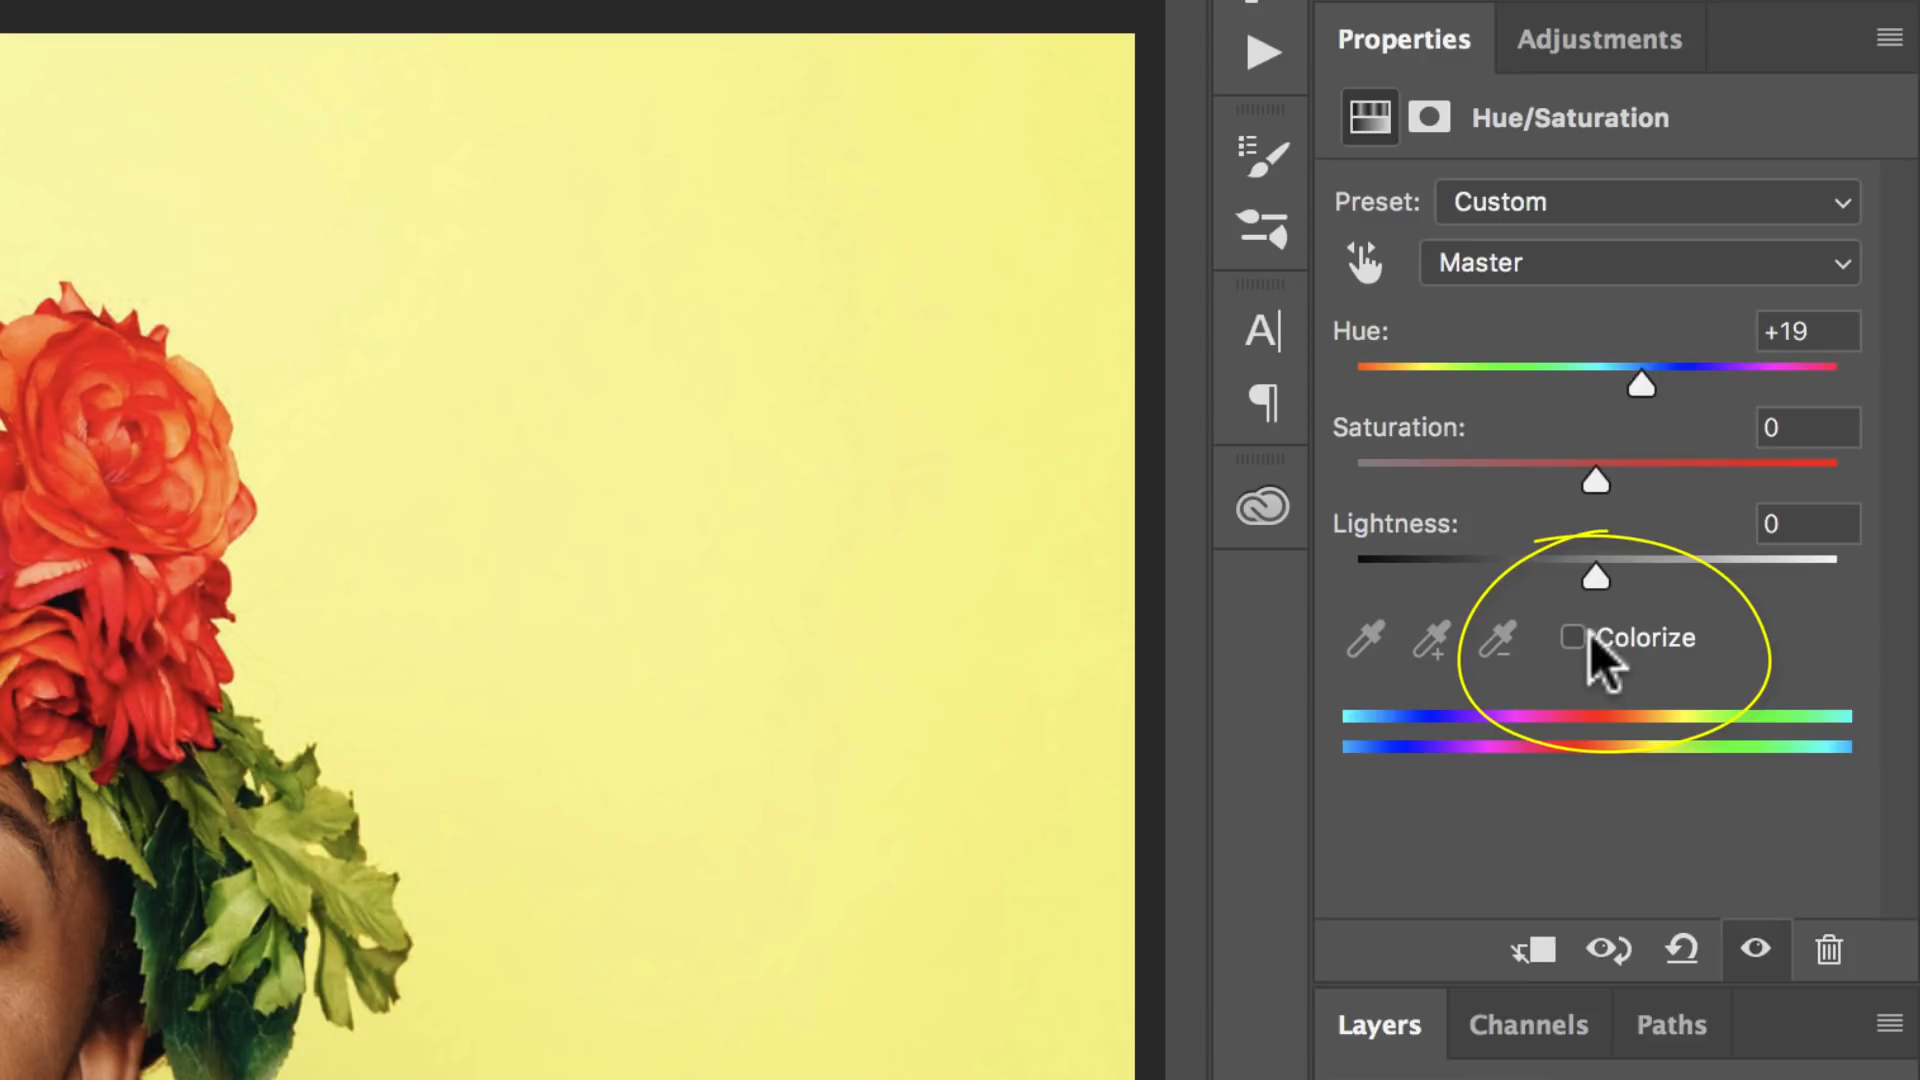 Properties
Adjustments
Hue/Saturation
Preset: Custom
Master
Hue: +19
Saturation: 0
Lightness: 0
Colorize
Layers
Channels
Paths